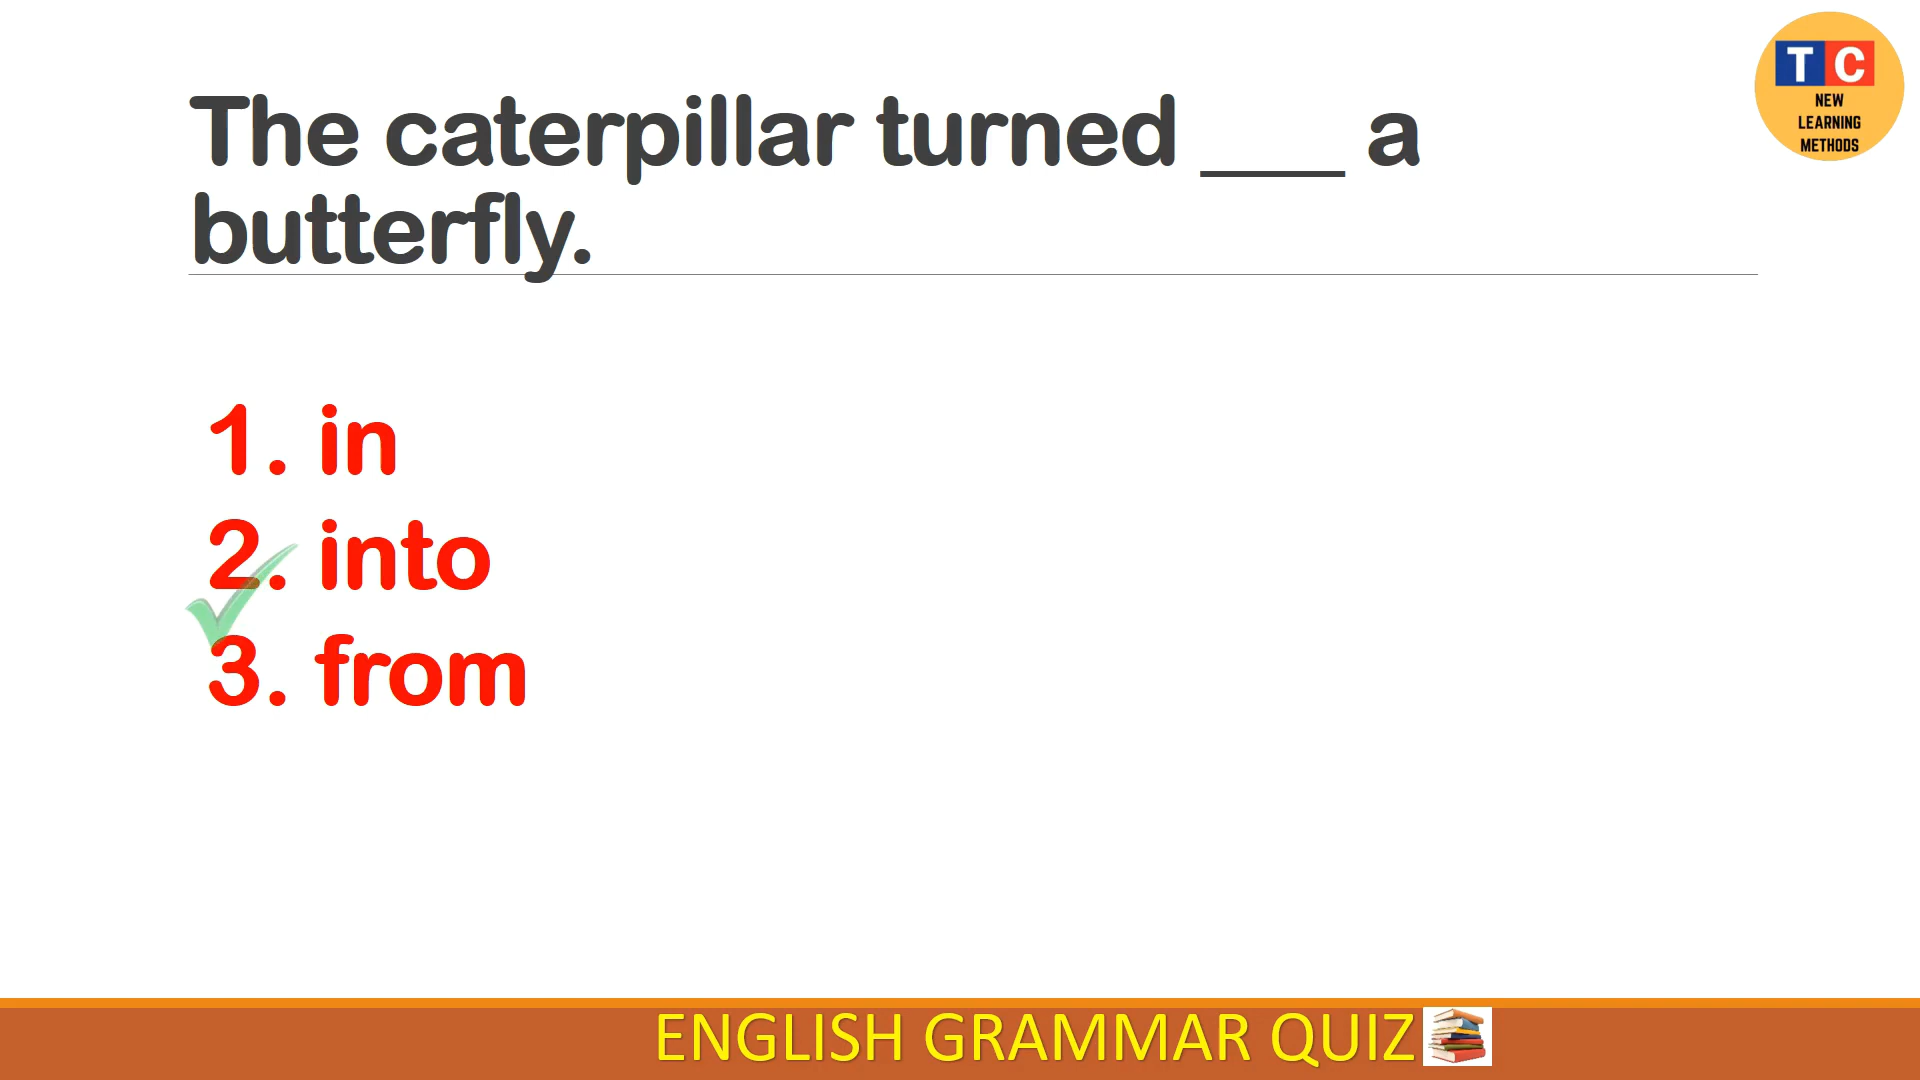 The caterpillar turned ___ a
butterfly.
T C
NEW
LEARNING
METHODS
1. in
2. into
3. from
ENGLISH GRAMMAR QUIZ